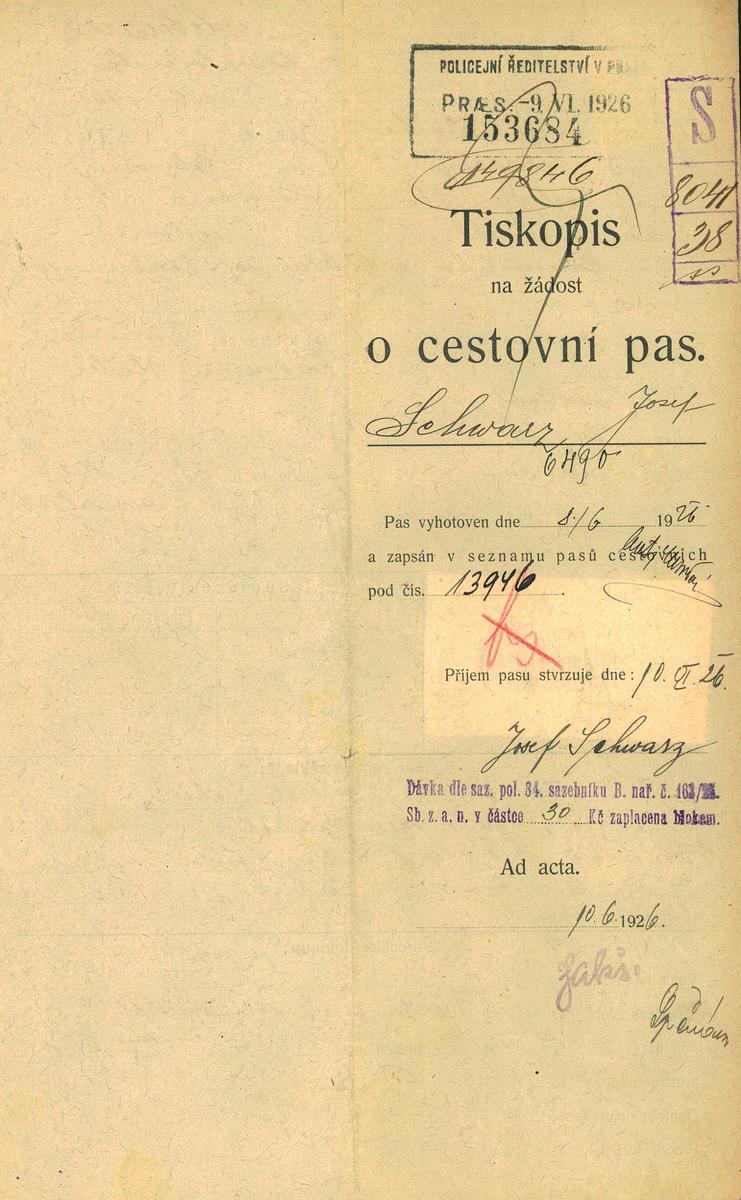 POLICEJNÍ ŘEDITELSTVÍ V
PRÆS. -9. VI. 1926
153684
149846
S
8041
38
Tiskopis
na žádost
o cestovní pas.
Schwarz Josef
6490
Pas vyhotoven dne 8./6 1926
a zapsán v seznamu pasů cestovních
pod čís. 13946.
Příjem pasu stvrzuje dne: 10. VI. 26.
Josef Schwarz
Dávka dle saz. pol. 34. sazebníku B. nař. č.
Sb. z. a. n. v částce 30 Kč zaplacena
Ad acta.
10. 6. 1926.